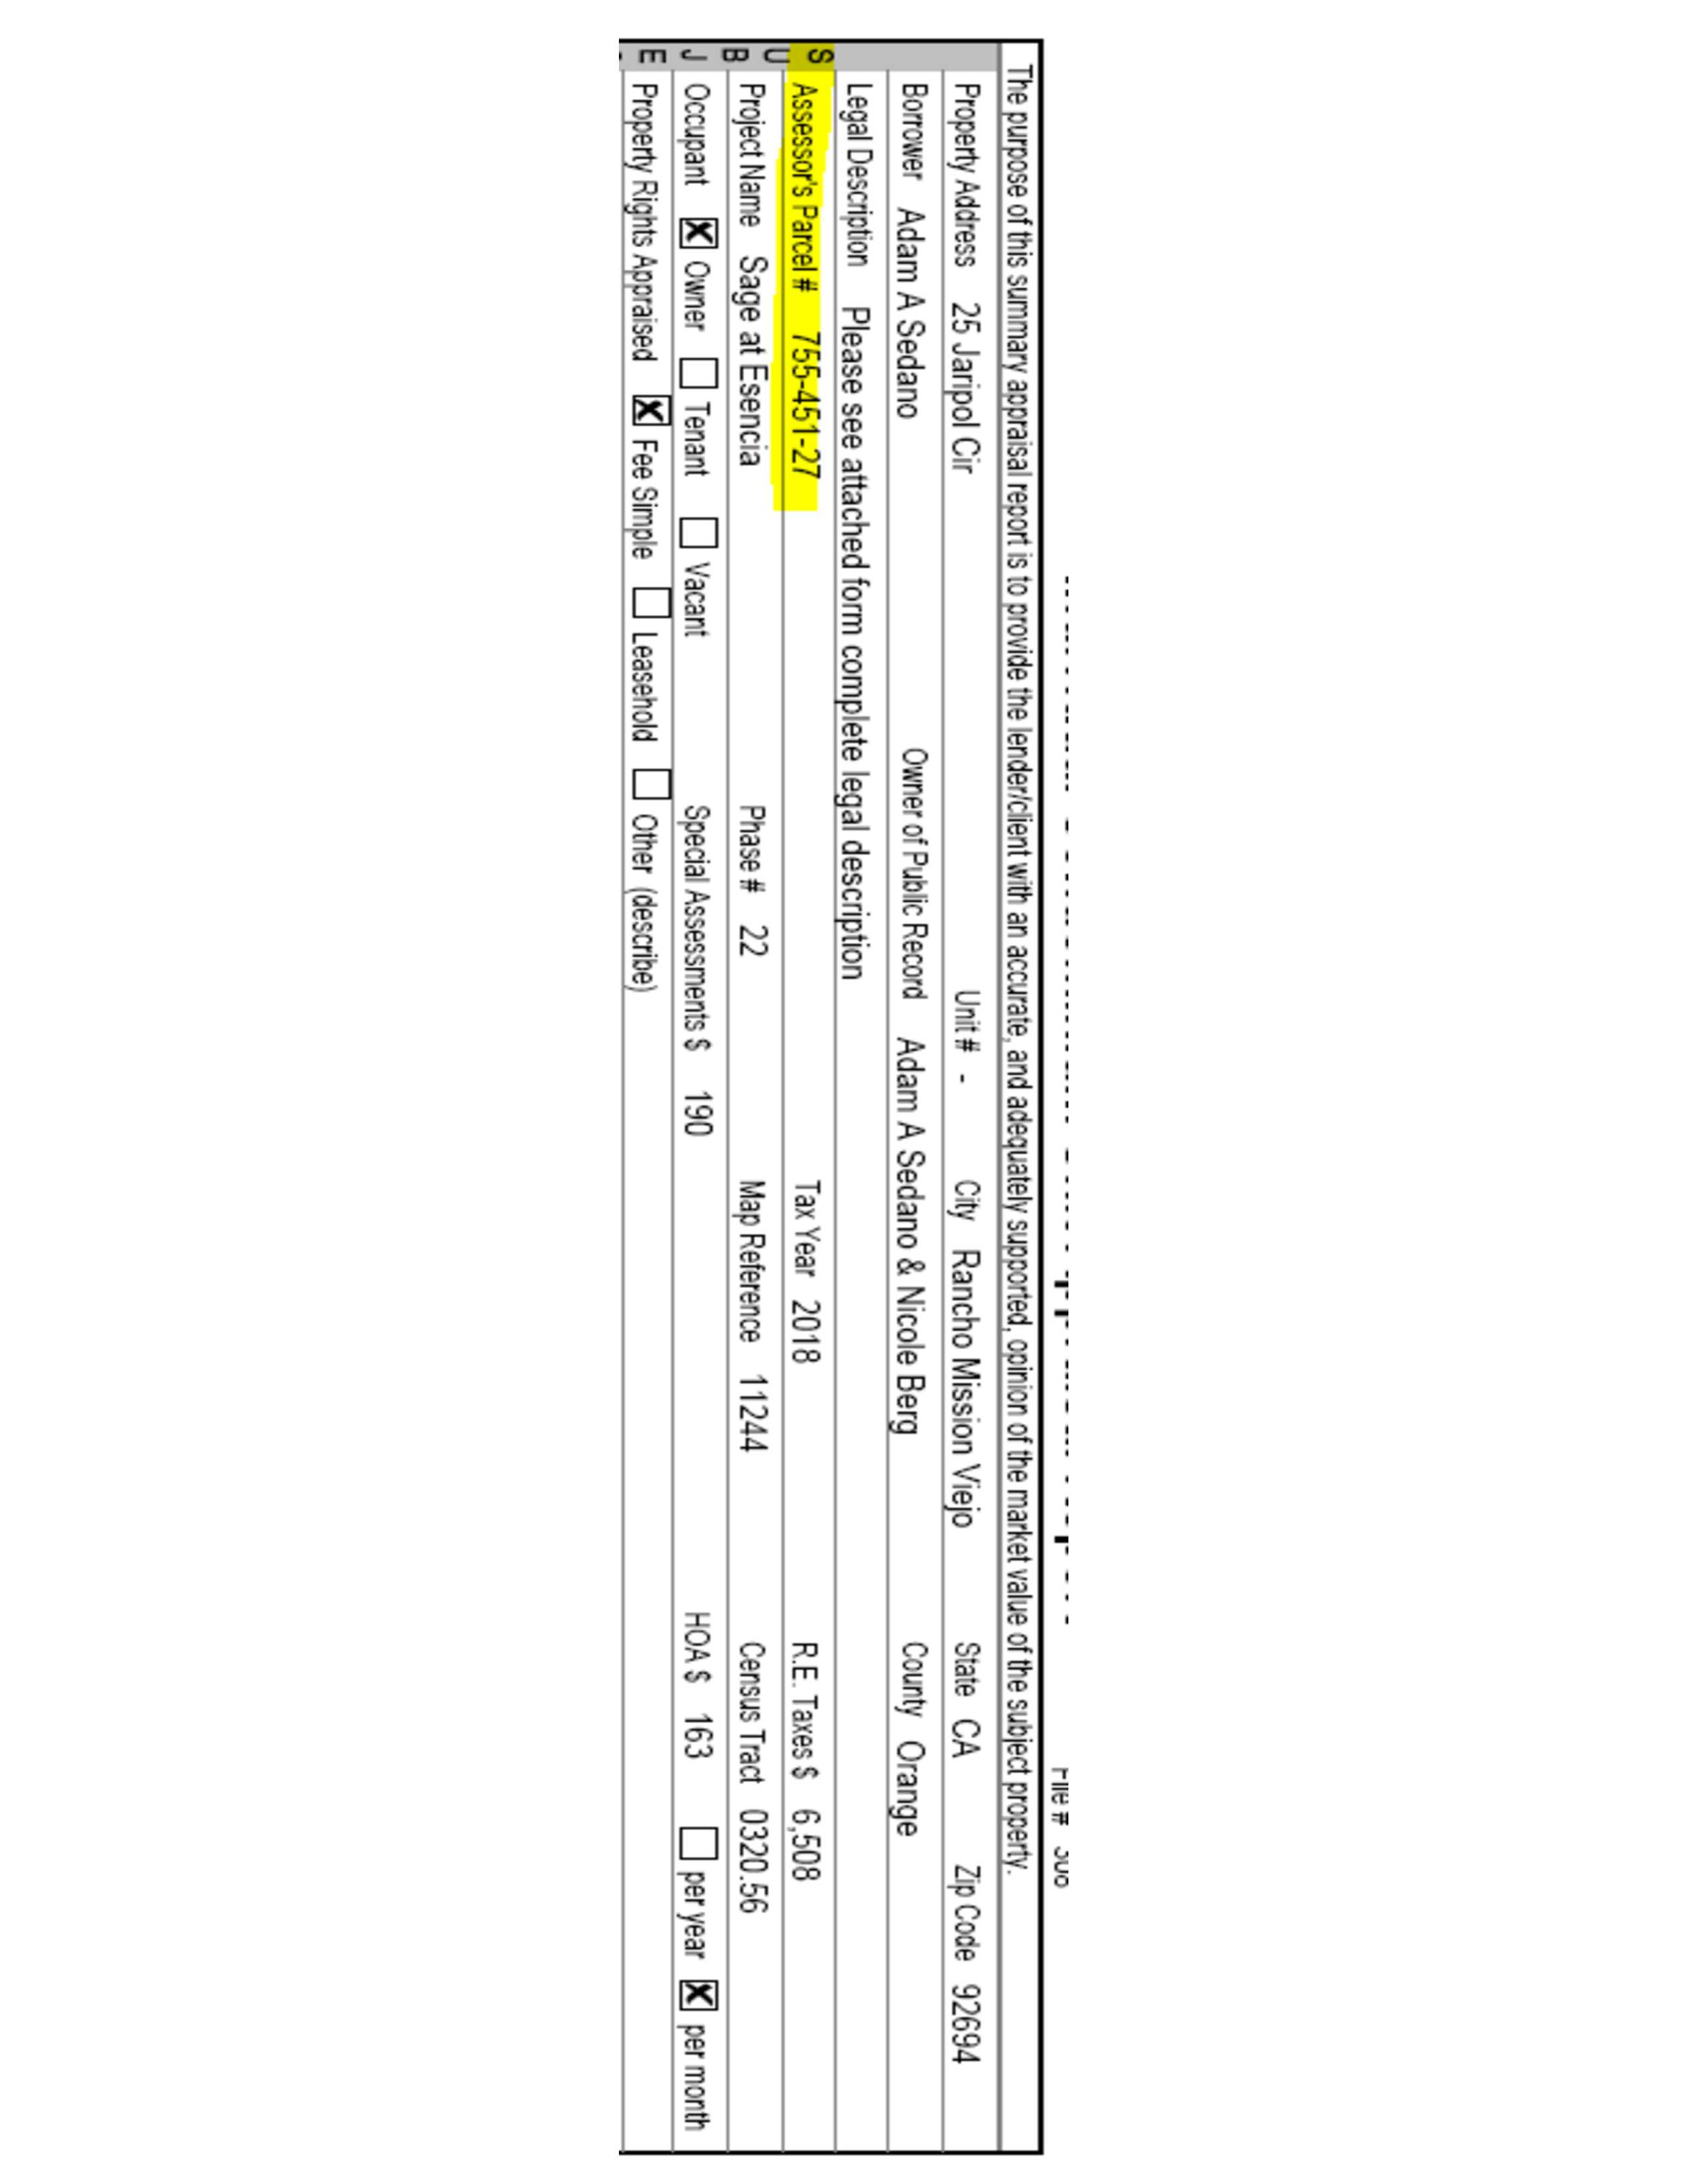 File # 306
The purpose of this summary appraisal report is to provide the lender/client with an accurate, and adequately supported, opinion of the market value of the subject property.
Property Address 25 Jaripol Cir Unit # - City Rancho Mission Viejo State CA Zip Code 92694
Borrower Adam A Sedano Owner of Public Record Adam A Sedano & Nicole Berg County Orange
Legal Description Please see attached form complete legal description
S Assessor's Parcel # 755-451-27 Tax Year 2018 R.E. Taxes $ 6,508
U
B Project Name Sage at Esencia Phase # 22 Map Reference 11244 Census Tract 0320.56
J Occupant X Owner Tenant Vacant Special Assessments $ 190 HOA $ 163 per year X per month
E Property Rights Appraised X Fee Simple Leasehold Other (describe)